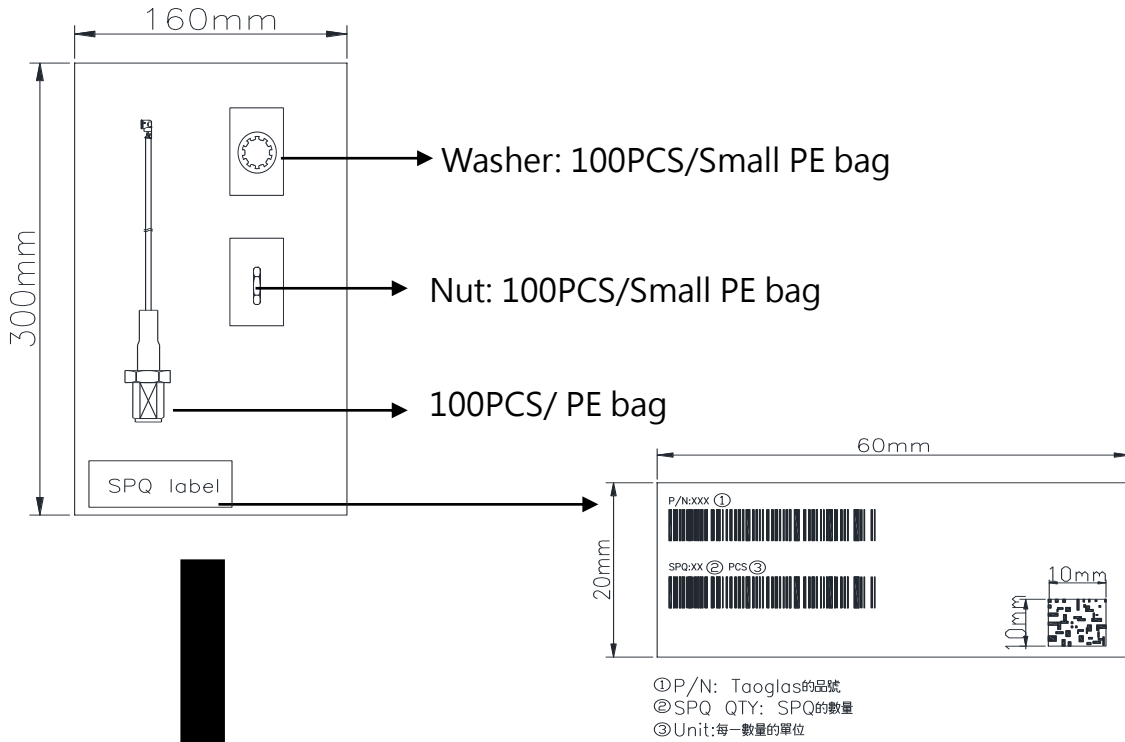 160mm
300mm
Washer: 100PCS/Small PE bag
Nut: 100PCS/Small PE bag
100PCS/ PE bag
SPQ label
60mm
20mm
P/N:XXX ①
SPQ:XX ② PCS ③
10mm
10mm
①P/N: Taoglas的品號
②SPQ QTY: SPQ的數量
③Unit:每一數量的單位